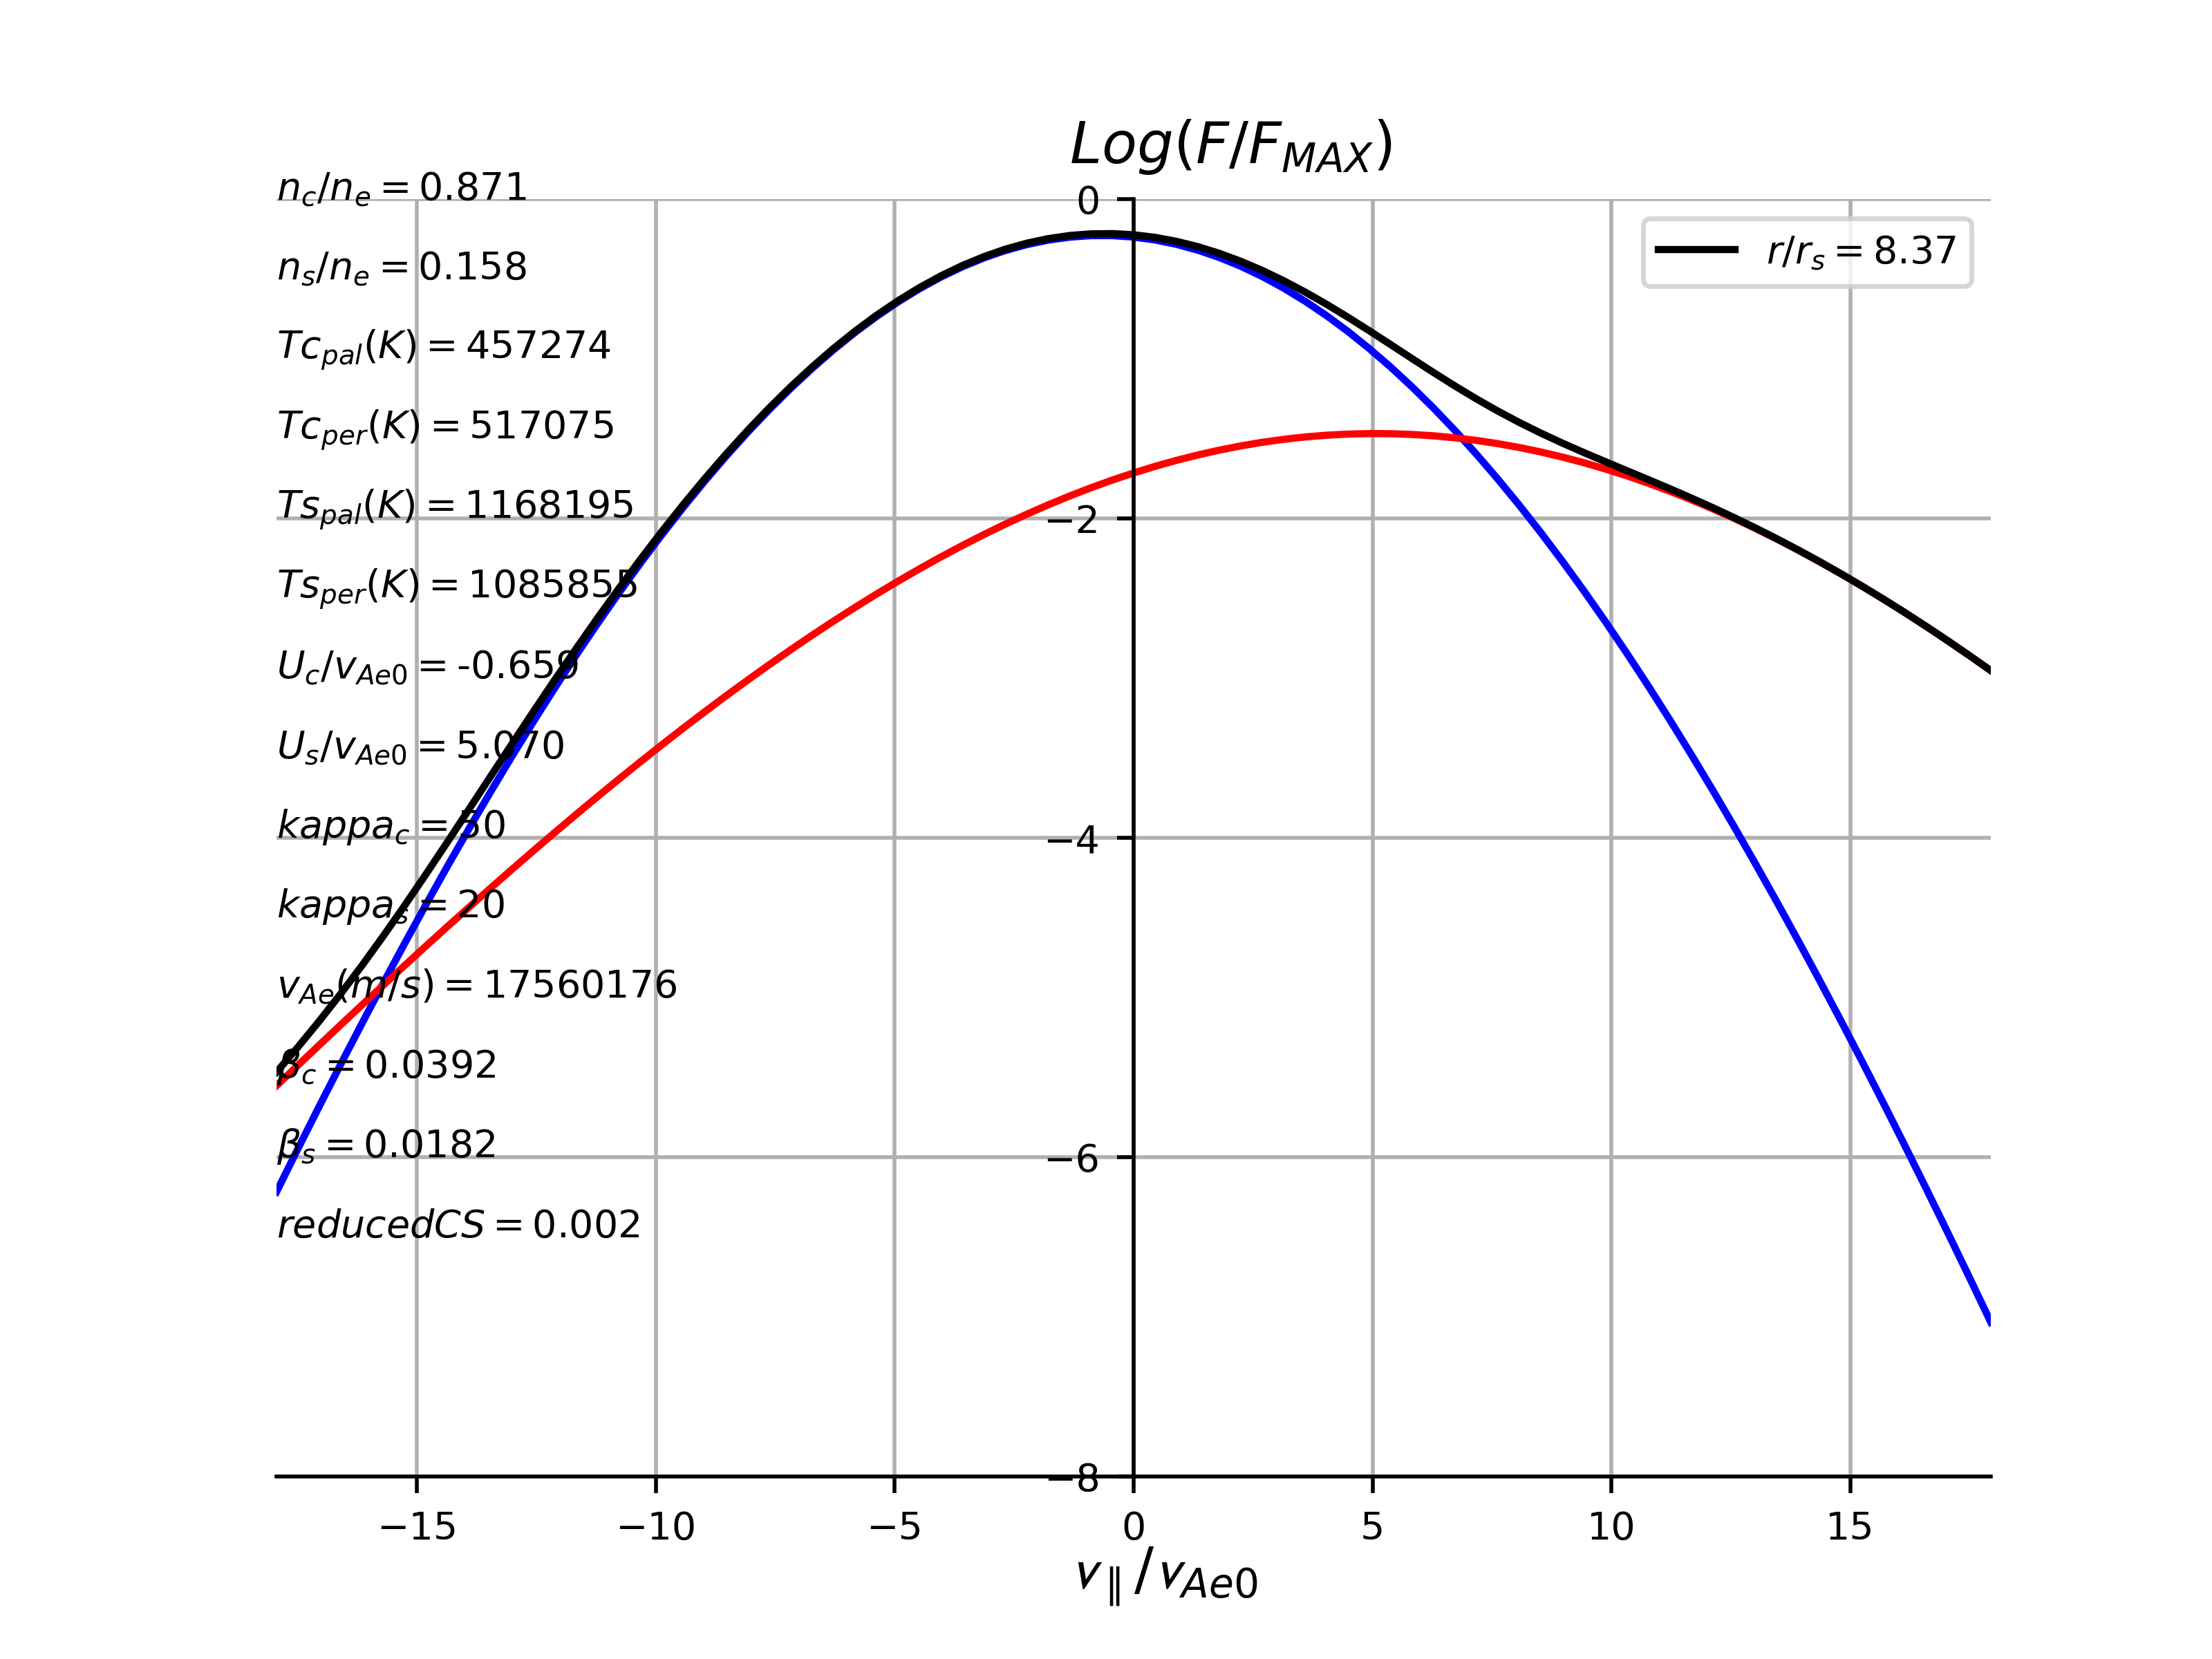 Log(F/F_MAX)
n_c/n_e = 0.871
n_s/n_e = 0.158
Tc_pal(K) = 457274
Tc_per(K) = 517075
Ts_pal(K) = 1168195
Ts_per(K) = 1085855
U_c/v_Ae0 = -0.659
U_s/v_Ae0 = 5.070
kappa_c = 50
kappa_s = 20
v_Ae(m/s) = 17560176
β_c = 0.0392
β_s = 0.0182
reducedCS = 0.002
r/r_s = 8.37
0
−2
−4
−6
−8
−15 −10 −5 0 5 10 15
v_∥/v_Ae0